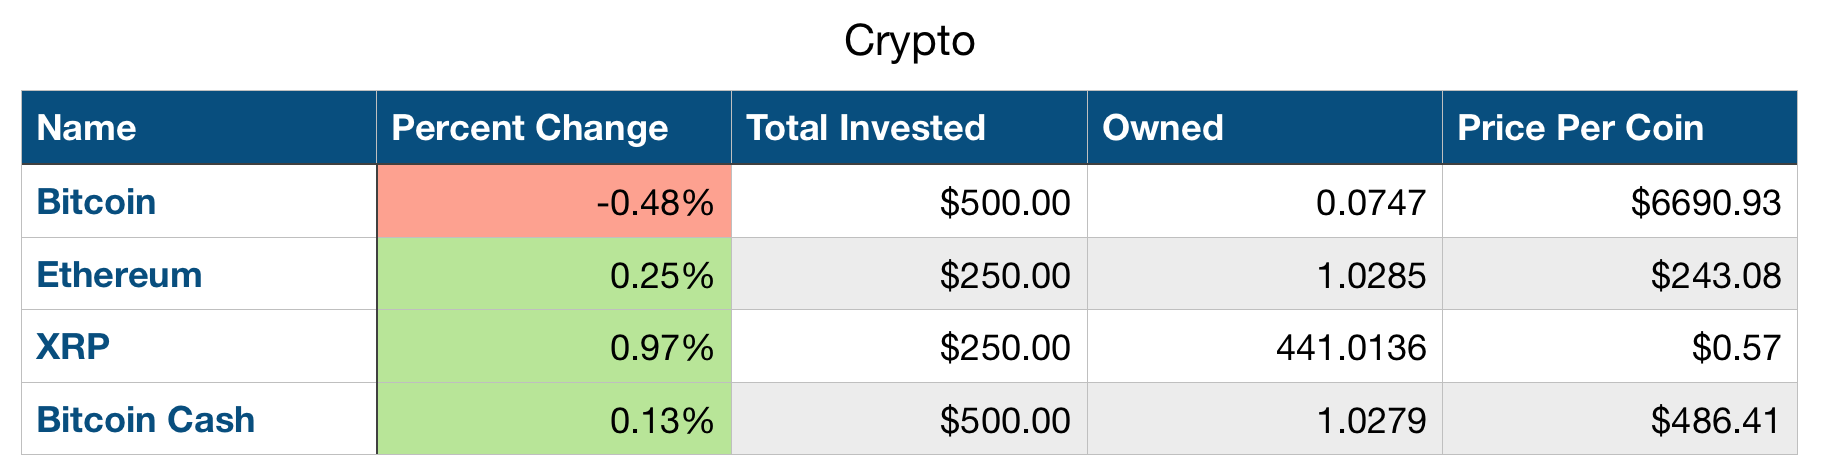 Crypto
Name Percent Change Total Invested Owned Price Per Coin
Bitcoin -0.48% $500.00 0.0747 $6690.93
Ethereum 0.25% $250.00 1.0285 $243.08
XRP 0.97% $250.00 441.0136 $0.57
Bitcoin Cash 0.13% $500.00 1.0279 $486.41